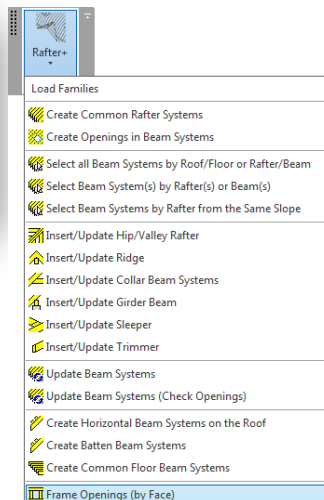 Rafter+
Load Families
Create Common Rafter Systems
Create Openings in Beam Systems
Select all Beam Systems by Roof/Floor or Rafter/Beam
Select Beam System(s) by Rafter(s) or Beam(s)
Select Beam Systems by Rafter from the Same Slope
Insert/Update Hip/Valley Rafter
Insert/Update Ridge
Insert/Update Collar Beam Systems
Insert/Update Girder Beam
Insert/Update Sleeper
Insert/Update Trimmer
Update Beam Systems
Update Beam Systems (Check Openings)
Create Horizontal Beam Systems on the Roof
Create Batten Beam Systems
Create Common Floor Beam Systems
Frame Openings (by Face)